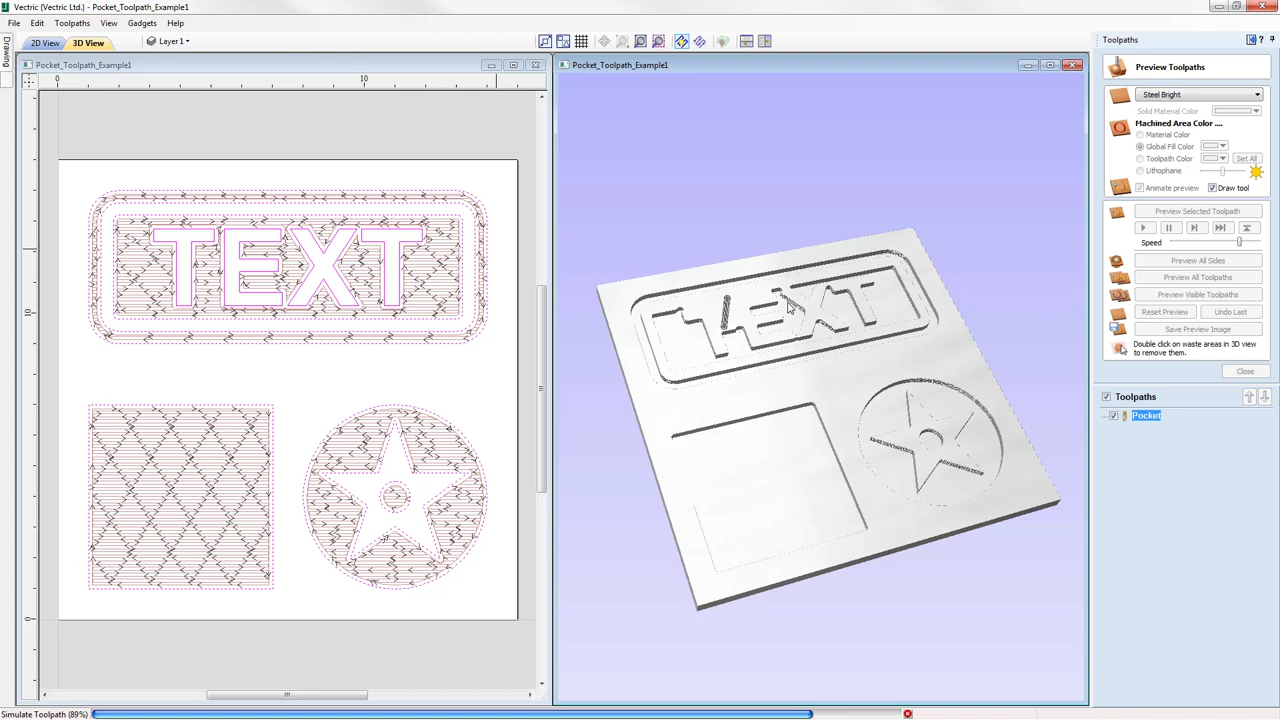 Vectric (Vectric Ltd.) - Pocket_Toolpath_Example1
File Edit Toolpaths View Gadgets Help
Drawing
2D View 3D View Layer 1
Pocket_Toolpath_Example1
0 10
10
0
TEXT
Pocket_Toolpath_Example1
TEXT
Toolpaths
Preview Toolpaths
Steel Bright
Solid Material Color
Machined Area Color ....
Material Color
Global Fill Color
Toolpath Color Set All
Lithophane
Animate preview Draw tool
Preview Selected Toolpath
Speed
Preview All Sides
Preview All Toolpaths
Preview Visible Toolpaths
Reset Preview Undo Last
Save Preview Image
Double click on waste areas in 3D view
to remove them.
Close
Toolpaths
Pocket
Simulate Toolpath (89%)